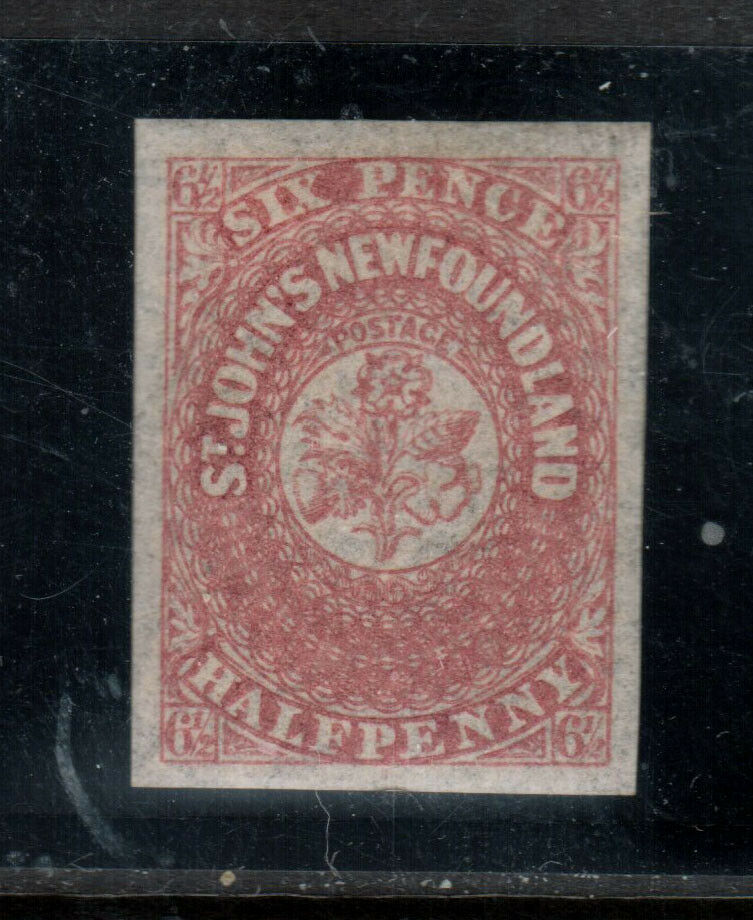 6½ SIX PENCE 6½
ST. JOHN'S NEWFOUNDLAND
POSTAGE
HALFPENNY
6½ 6½